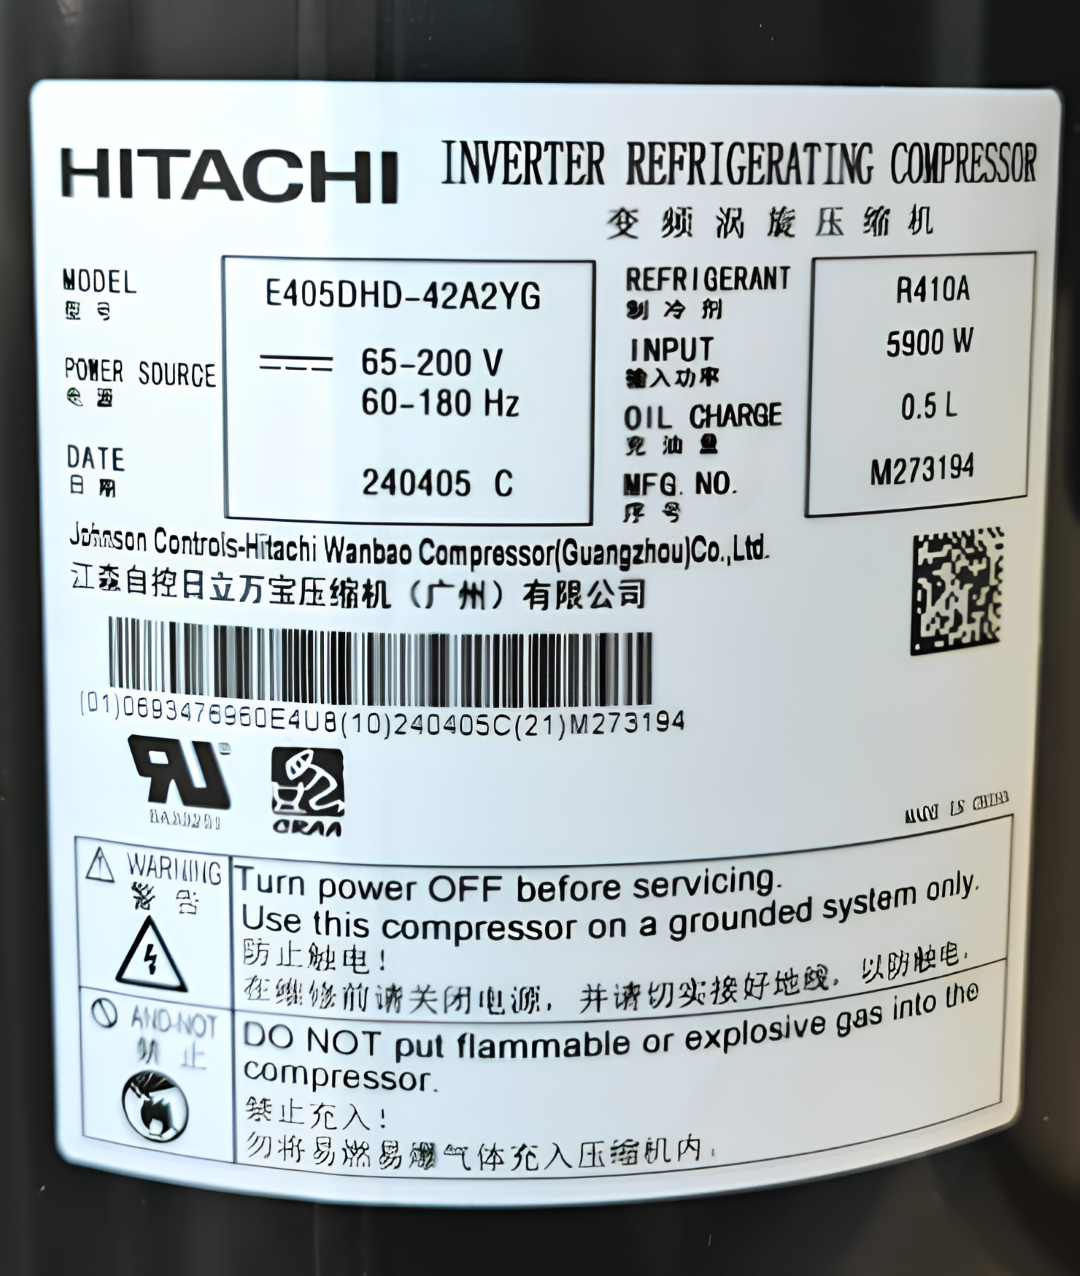 HITACHI INVERTER REFRIGERATING COMPRESSOR
变频涡旋压缩机
MODEL E405DHD-42A2YG REFRIGERANT R410A
型号 制冷剂
POWER SOURCE 65-200 V INPUT 5900 W
电源 60-180 Hz 输入功率
OIL CHARGE 0.5 L
充油量
DATE 240405 C MFG. NO. M273194
日期 序号
Johnson Controls-Hitachi Wanbao Compressor(Guangzhou)Co.,Ltd.
江森自控日立万宝压缩机（广州）有限公司
(01)0693476960E4U8(10)240405C(21)M273194
CRAA
WARNING
警告
Turn power OFF before servicing.
Use this compressor on a grounded system only.
防止触电！
在维修前请关闭电源，并请切实接好地线，以防触电.
禁止
DO NOT put flammable or explosive gas into the
compressor.
禁止充入！
勿将易燃易爆气体充入压缩机内.